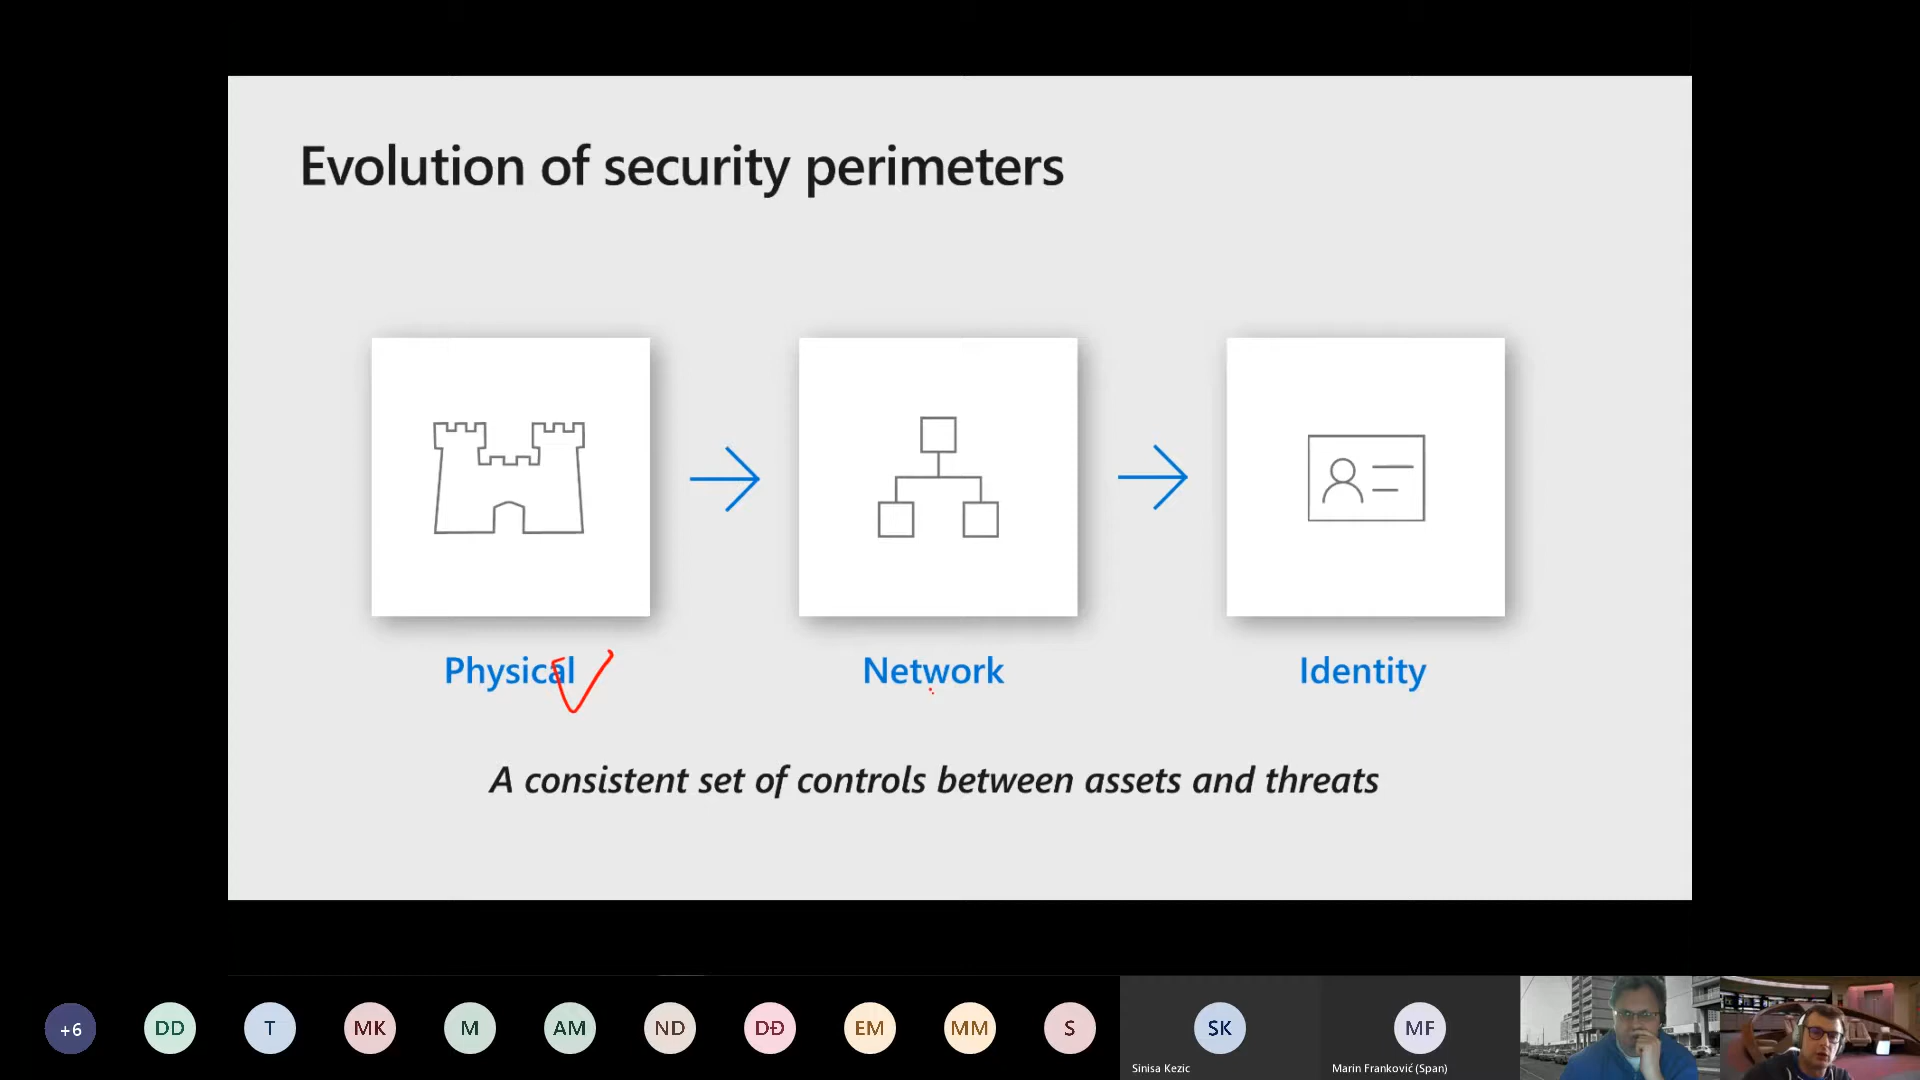 Evolution of security perimeters
Physical
Network
Identity
A consistent set of controls between assets and threats
+6
DD
T
MK
M
AM
ND
DĐ
EM
MM
S
SK
MF
Sinisa Kezic
Marin Franković (Span)